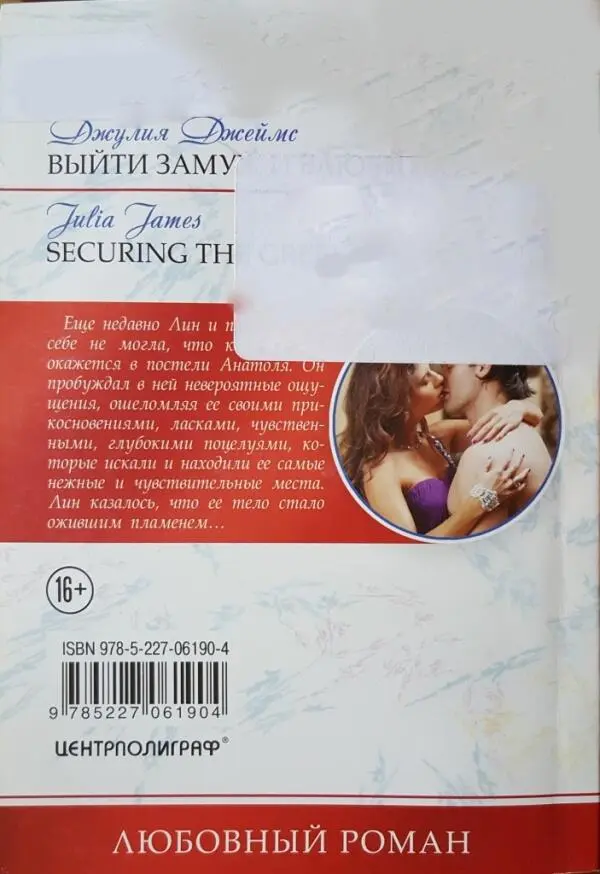 Джулия Джеймс
ВЫЙТИ ЗАМУ
Julia James
SECURING TH
Еще недавно Лин и п
себе не могла, что к
окажется в постели Анатоля. Он
пробуждал в ней невероятные ощу-
щения, ошеломляя ее своими при-
косновениями, ласками, чувствен-
ными, глубокими поцелуями, ко-
торые искали и находили ее самые
нежные и чувствительные места.
Лин казалось, что ее тело стало
ожившим пламенем...
16+
ISBN 978-5-227-06190-4
9 785227 061904
ЦЕНТРПОЛИГРАФ®
ЛЮБОВНЫЙ РОМАН